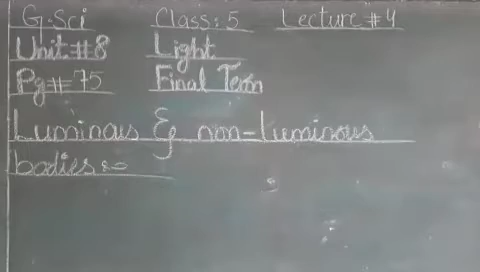 G.Sci Class: 5 Lecture #4
Unit #8 Light
Pg# 75 Final Term
Luminous & non-Luminous
bodies:-